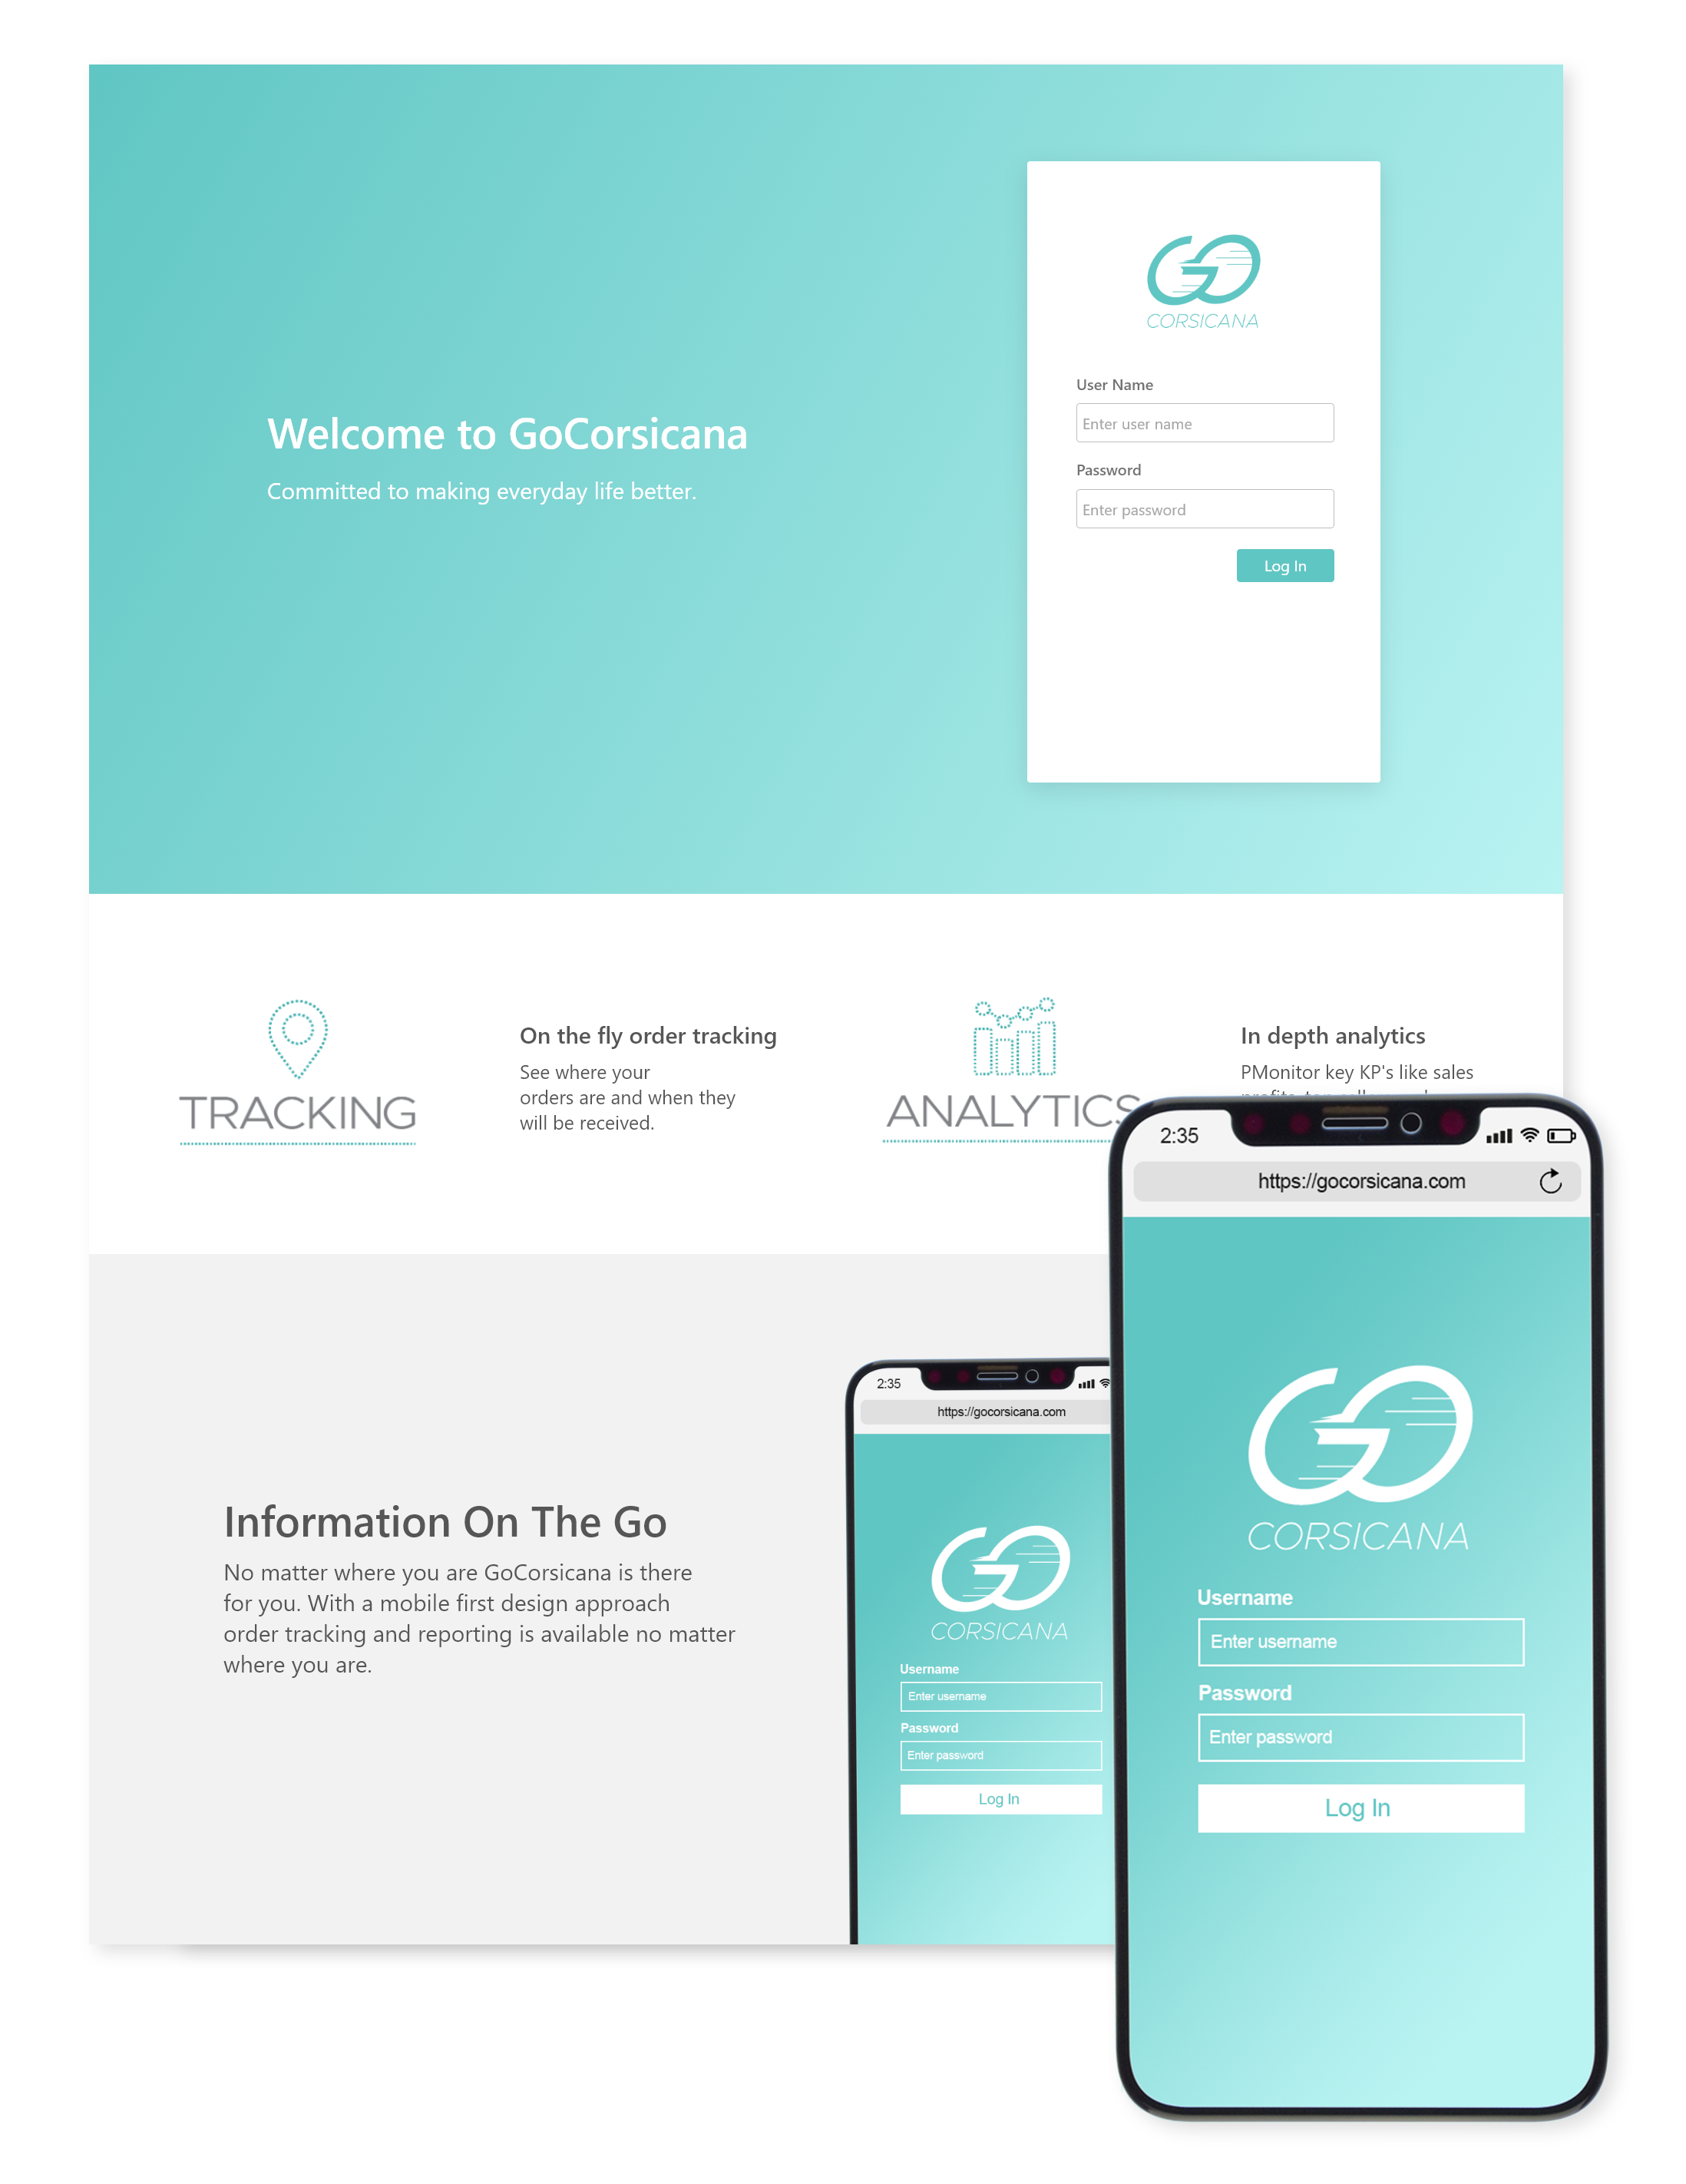 GO
CORSICANA
User Name
Enter user name
Welcome to GoCorsicana
Committed to making everyday life better.
Password
Enter password
Log In
TRACKING
On the fly order tracking
See where your
orders are and when they
will be received.
ANALYTICS
In depth analytics
PMonitor key KP's like sales
2:35
https://gocorsicana.com
GO
CORSICANA
Username
Enter username
Password
Enter password
Log In
Information On The Go
No matter where you are GoCorsicana is there
for you. With a mobile first design approach
order tracking and reporting is available no matter
where you are.
2:35
https://gocorsicana.com
GO
CORSICANA
Username
Enter username
Password
Enter password
Log In